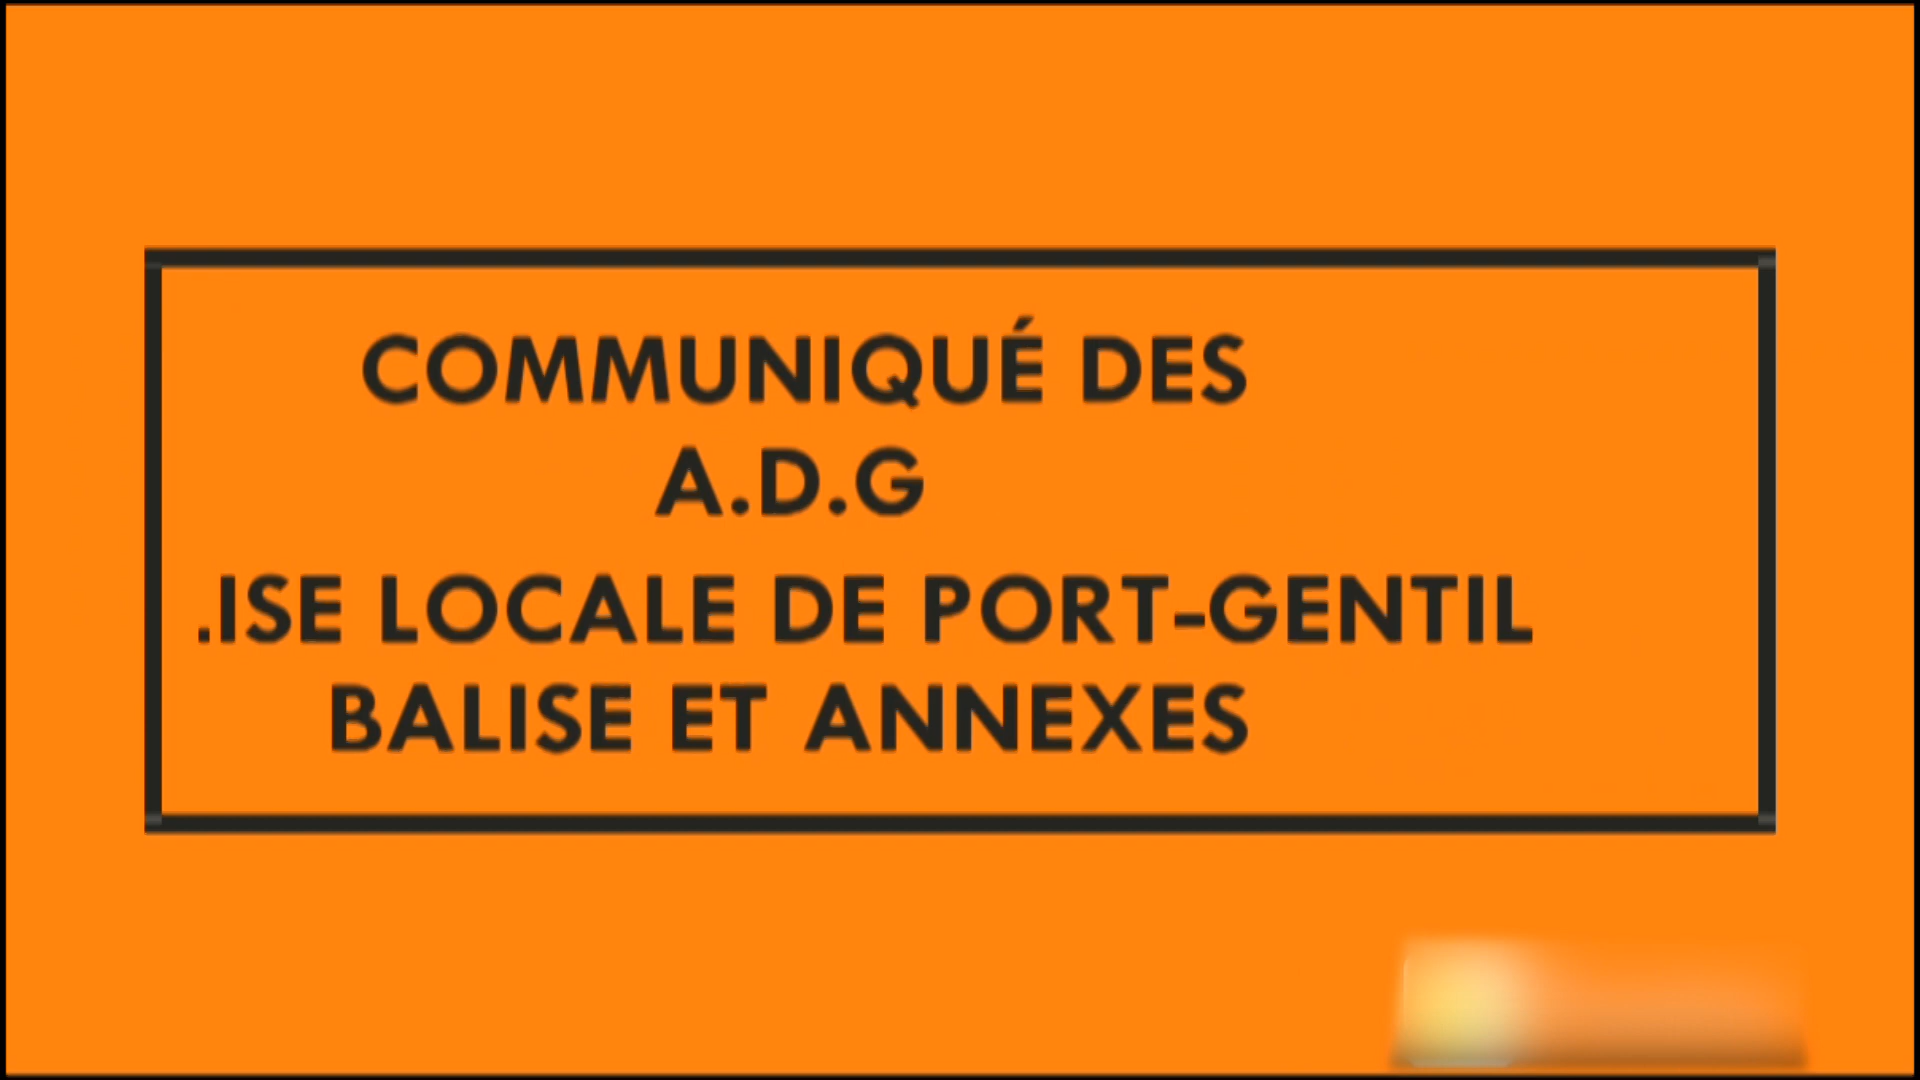 COMMUNIQUÉ DES
A.D.G
.ISE LOCALE DE PORT-GENTIL
BALISE ET ANNEXES